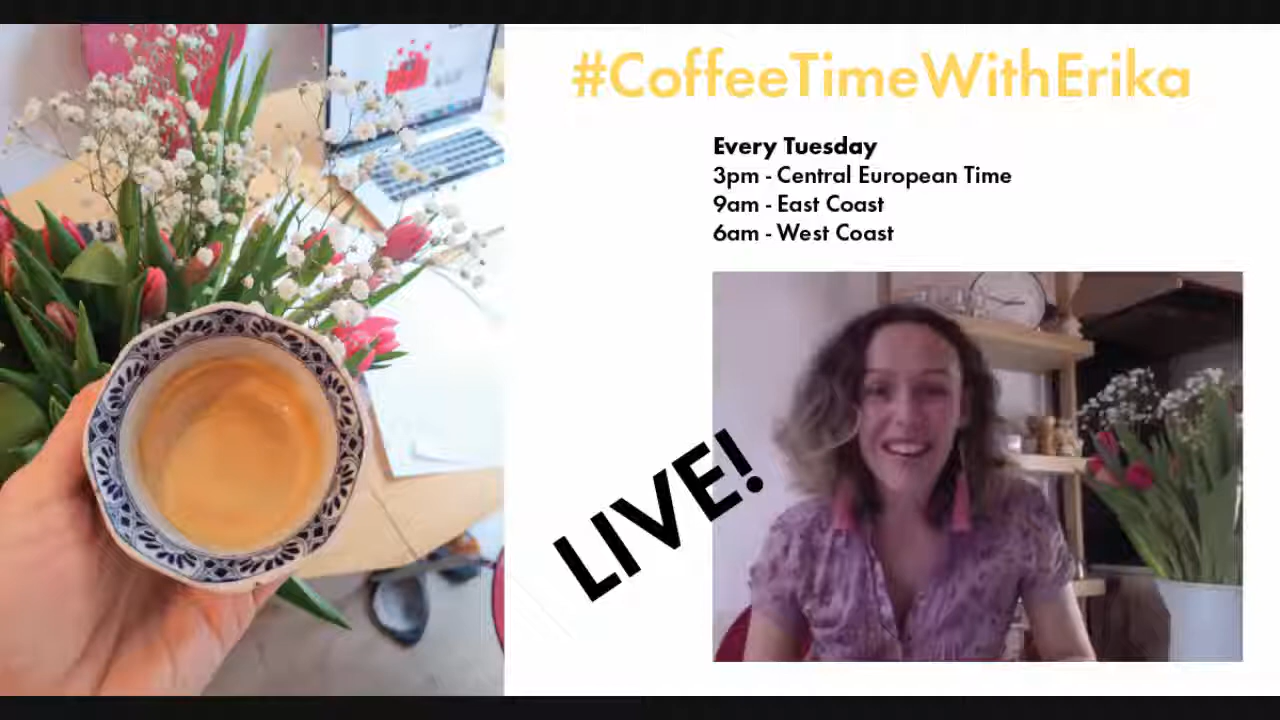 #CoffeeTimeWithErika
Every Tuesday
3pm - Central European Time
9am - East Coast
6am - West Coast
LIVE!